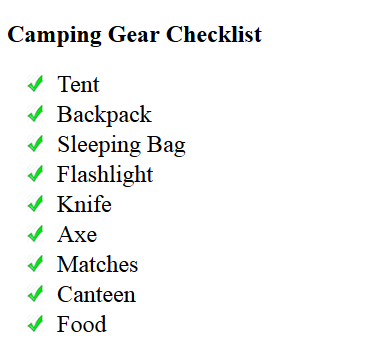 Camping Gear Checklist
Tent
Backpack
Sleeping Bag
Flashlight
Knife
Axe
Matches
Canteen
Food